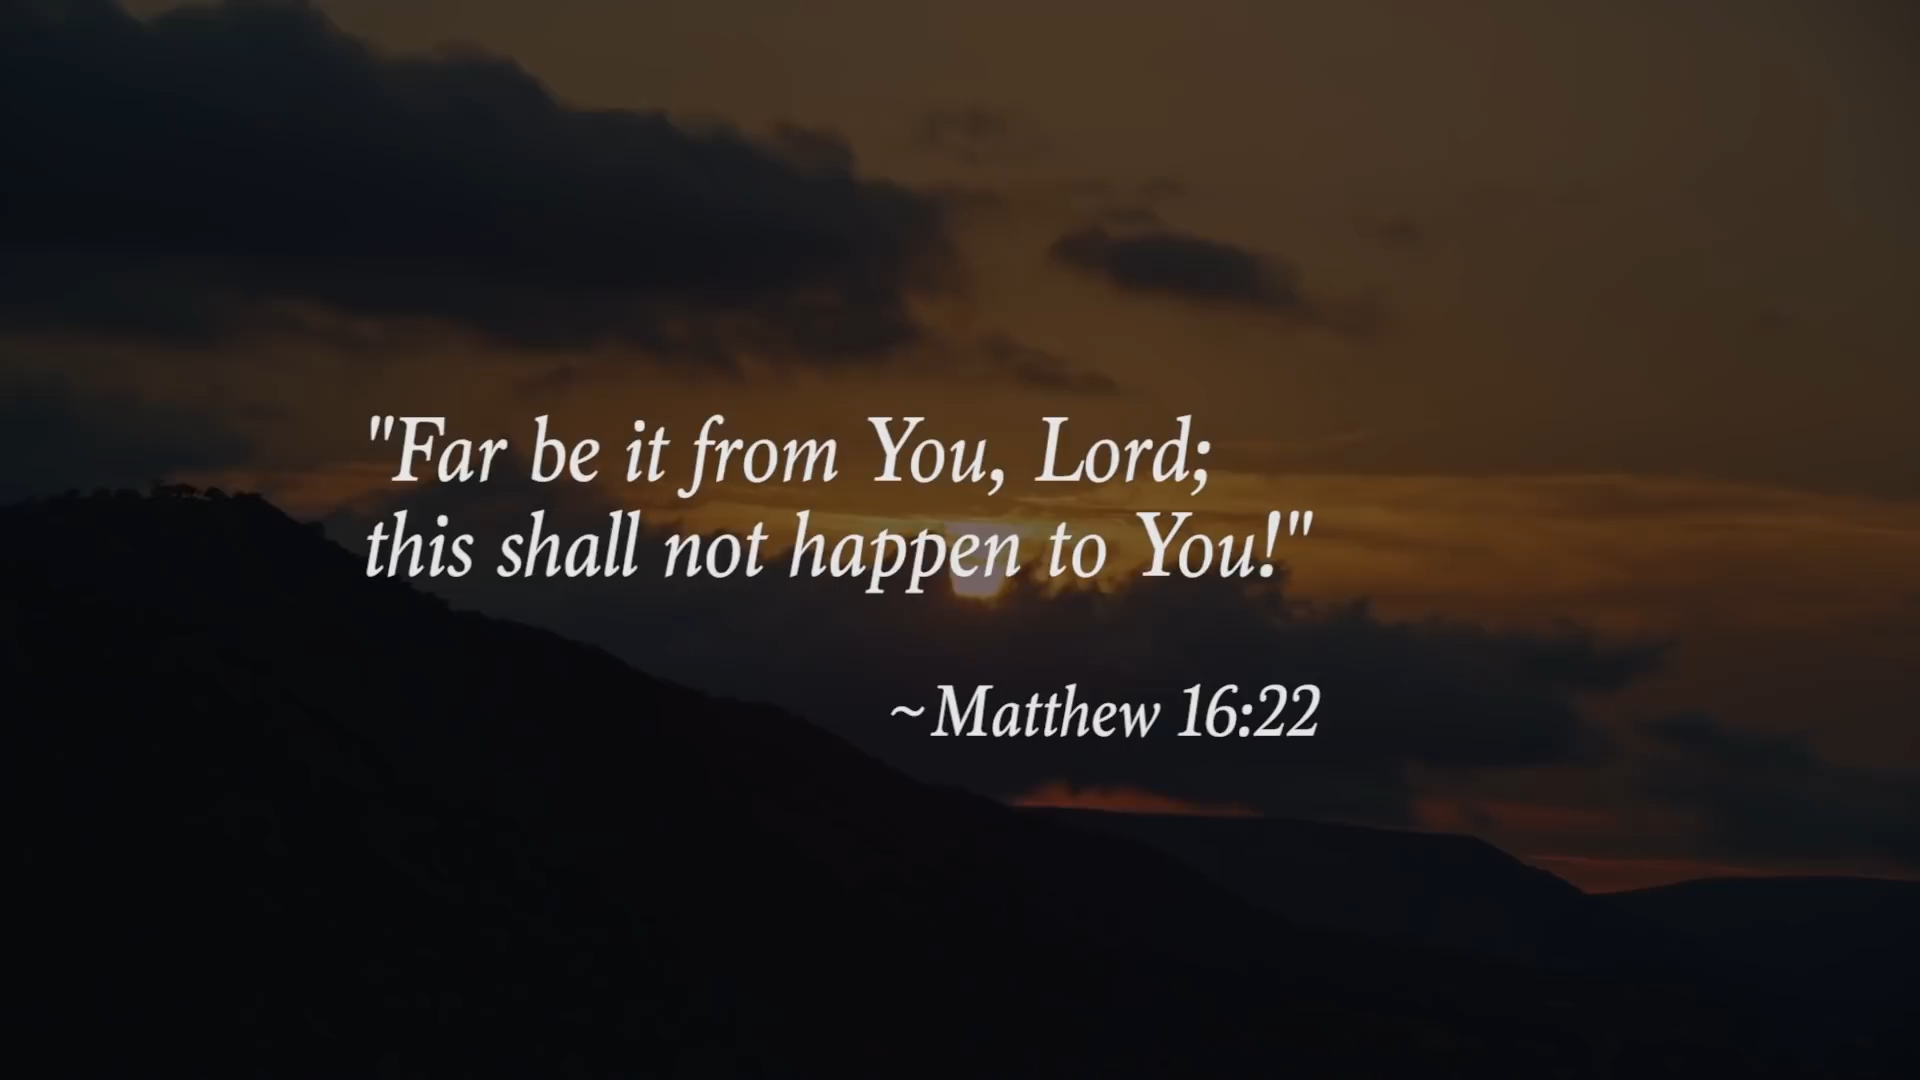 "Far be it from You, Lord;
this shall not happen to You!"
~Matthew 16:22